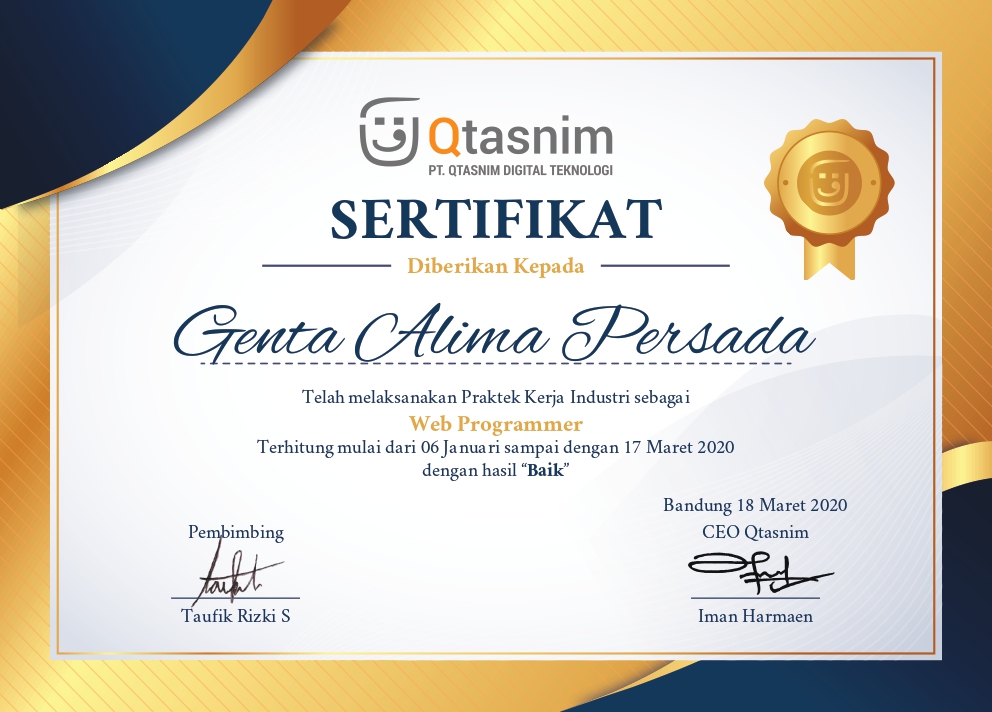 Qtasnim
PT. QTASNIM DIGITAL TEKNOLOGI
SERTIFIKAT
Diberikan Kepada
Genta Alima Persada
Telah melaksanakan Praktek Kerja Industri sebagai
Web Programmer
Terhitung mulai dari 06 Januari sampai dengan 17 Maret 2020
dengan hasil “Baik”
Bandung 18 Maret 2020
Pembimbing
CEO Qtasnim
Taufik Rizki S
Iman Harmaen